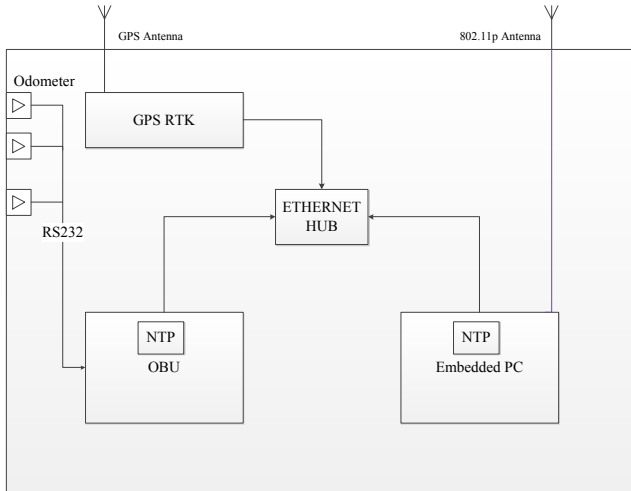 GPS Antenna
802.11p Antenna
Odometer
GPS RTK
ETHERNET
HUB
RS232
NTP
OBU
NTP
Embedded PC